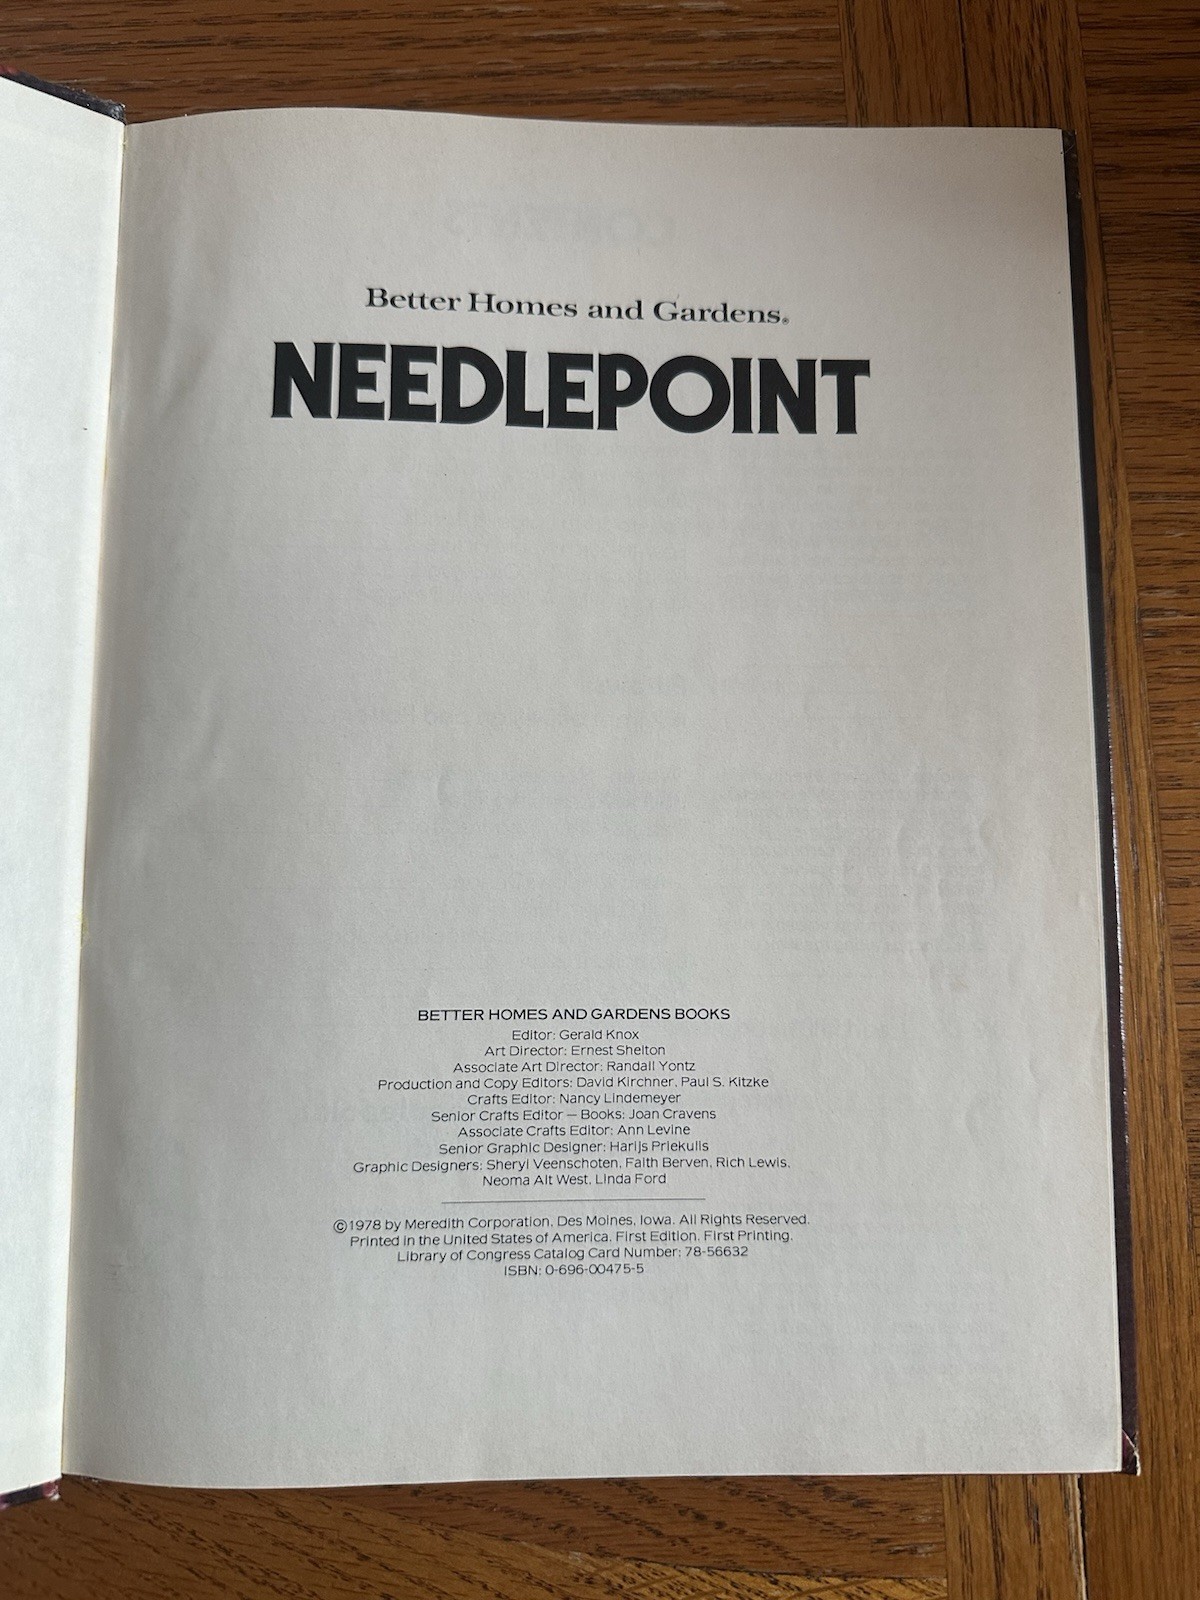 Better Homes and Gardens®
NEEDLEPOINT
BETTER HOMES AND GARDENS BOOKS
Editor: Gerald Knox
Art Director: Ernest Shelton
Associate Art Director: Randall Yontz
Production and Copy Editors: David Kirchner, Paul S. Kitzke
Crafts Editor: Nancy Lindemeyer
Senior Crafts Editor — Books: Joan Cravens
Associate Crafts Editor: Ann Levine
Senior Graphic Designer: Harijs Priekulis
Graphic Designers: Sheryl Veenschoten, Faith Berven, Rich Lewis,
Neoma Alt West, Linda Ford
©1978 by Meredith Corporation, Des Moines, Iowa. All Rights Reserved.
Printed in the United States of America. First Edition. First Printing.
Library of Congress Catalog Card Number: 78-56632
ISBN: 0-696-00475-5